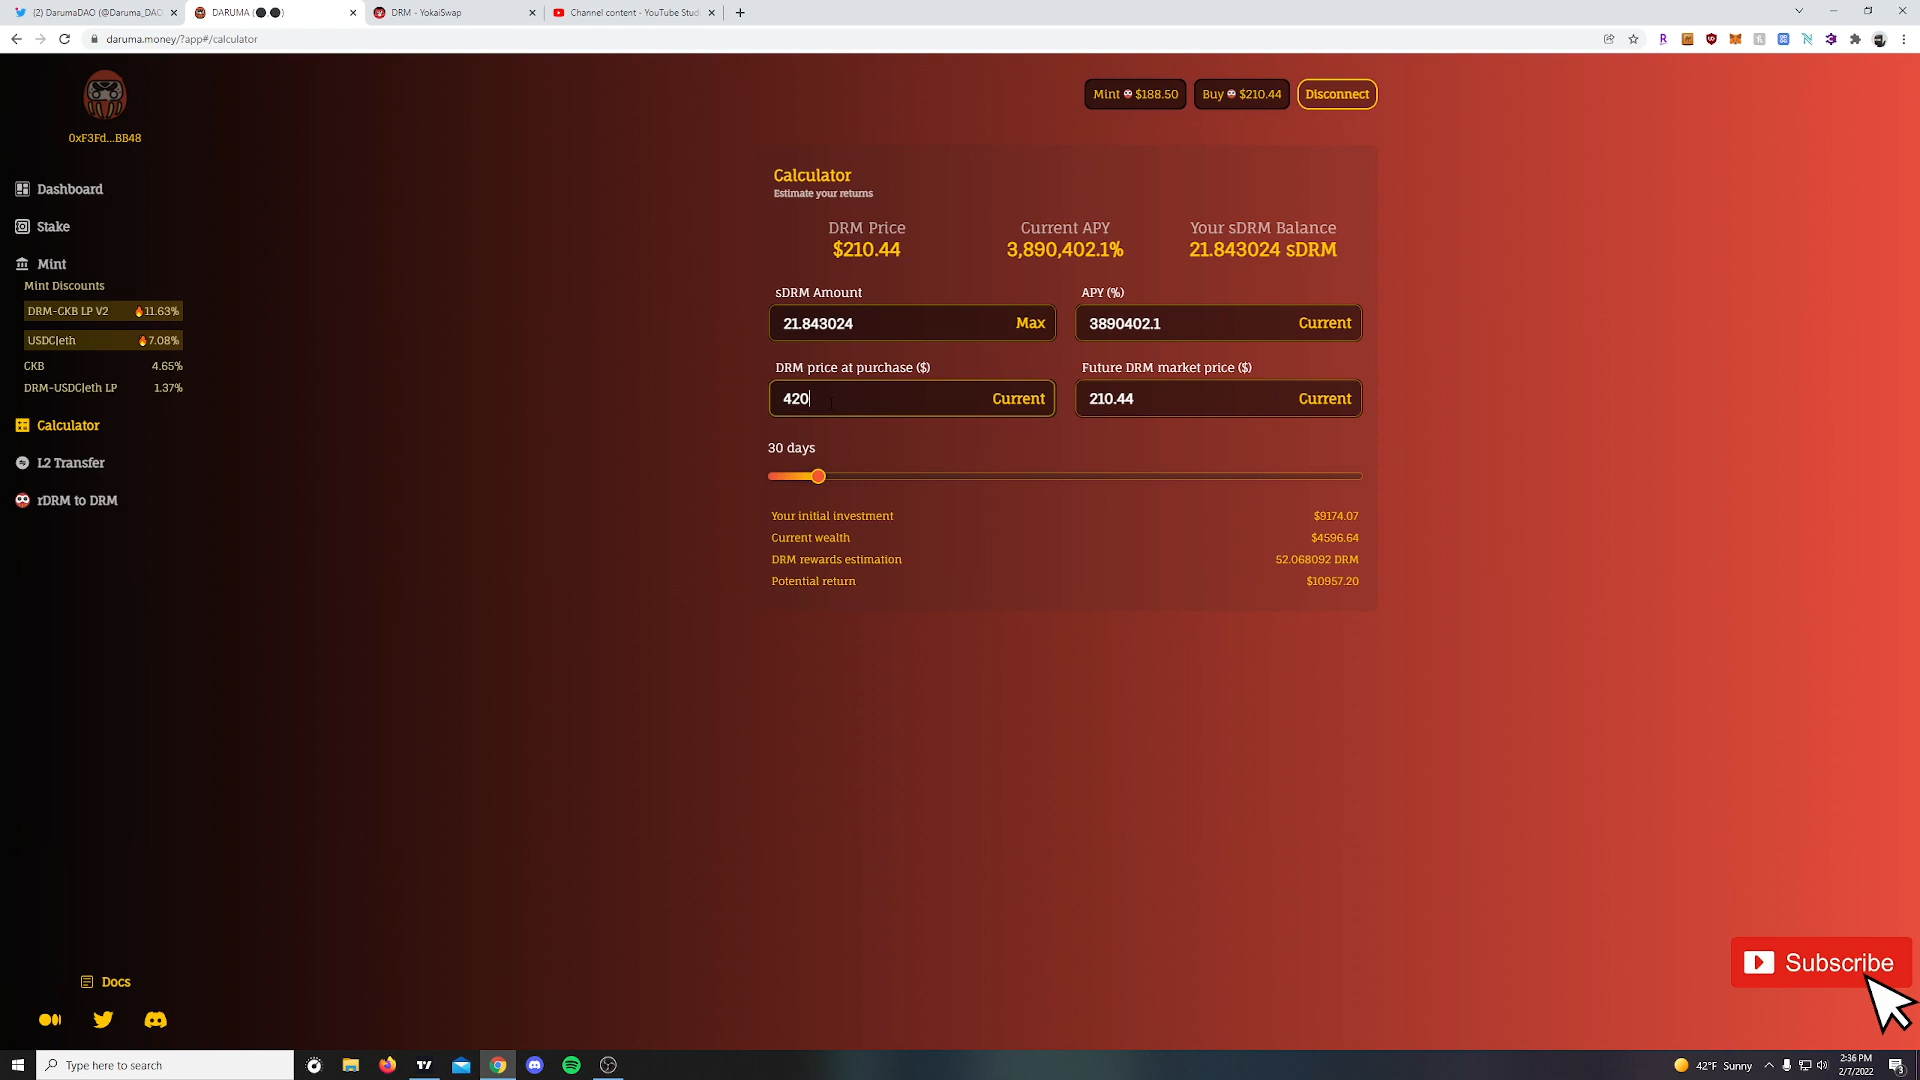 (2) DarumaDAO (@Daruma_DAO
DARUMA (⚫,⚫)
DRM - YokaiSwap
Channel content - YouTube Stud
daruma.money/?app#/calculator
0xF3Fd...BB48
Dashboard
Stake
Mint
Mint Discounts
DRM-CKB LP V2 🔥11.63%
USDC|eth 🔥7.08%
CKB 4.65%
DRM-USDC|eth LP 1.37%
Calculator
L2 Transfer
rDRM to DRM
Docs
Mint $188.50
Buy $210.44
Disconnect
Calculator
Estimate your returns
DRM Price
$210.44
Current APY
3,890,402.1%
Your sDRM Balance
21.843024 sDRM
sDRM Amount
21.843024 Max
APY (%)
3890402.1 Current
DRM price at purchase ($)
420 Current
Future DRM market price ($)
210.44 Current
30 days
Your initial investment $9174.07
Current wealth $4596.64
DRM rewards estimation 52.068092 DRM
Potential return $10957.20
Subscribe
Type here to search
42°F Sunny
2:36 PM
2/7/2022
3